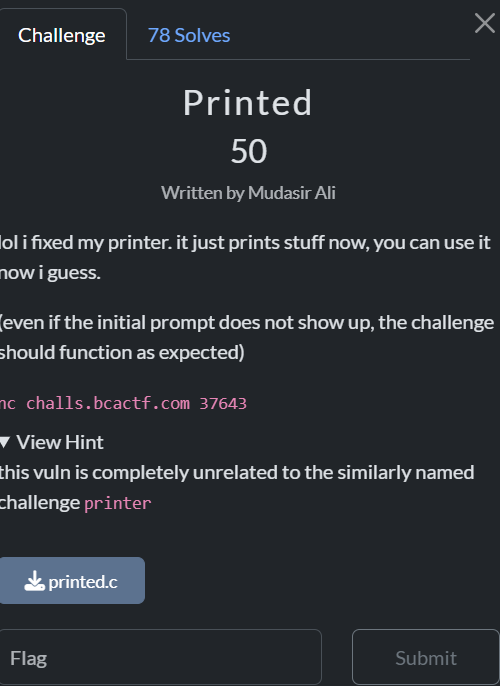 Challenge
78 Solves
Printed
50
Written by Mudasir Ali
lol i fixed my printer. it just prints stuff now, you can use it
now i guess.
(even if the initial prompt does not show up, the challenge
should function as expected)
nc challs.bcactf.com 37643
▼ View Hint
this vuln is completely unrelated to the similarly named
challenge printer
printed.c
Flag
Submit